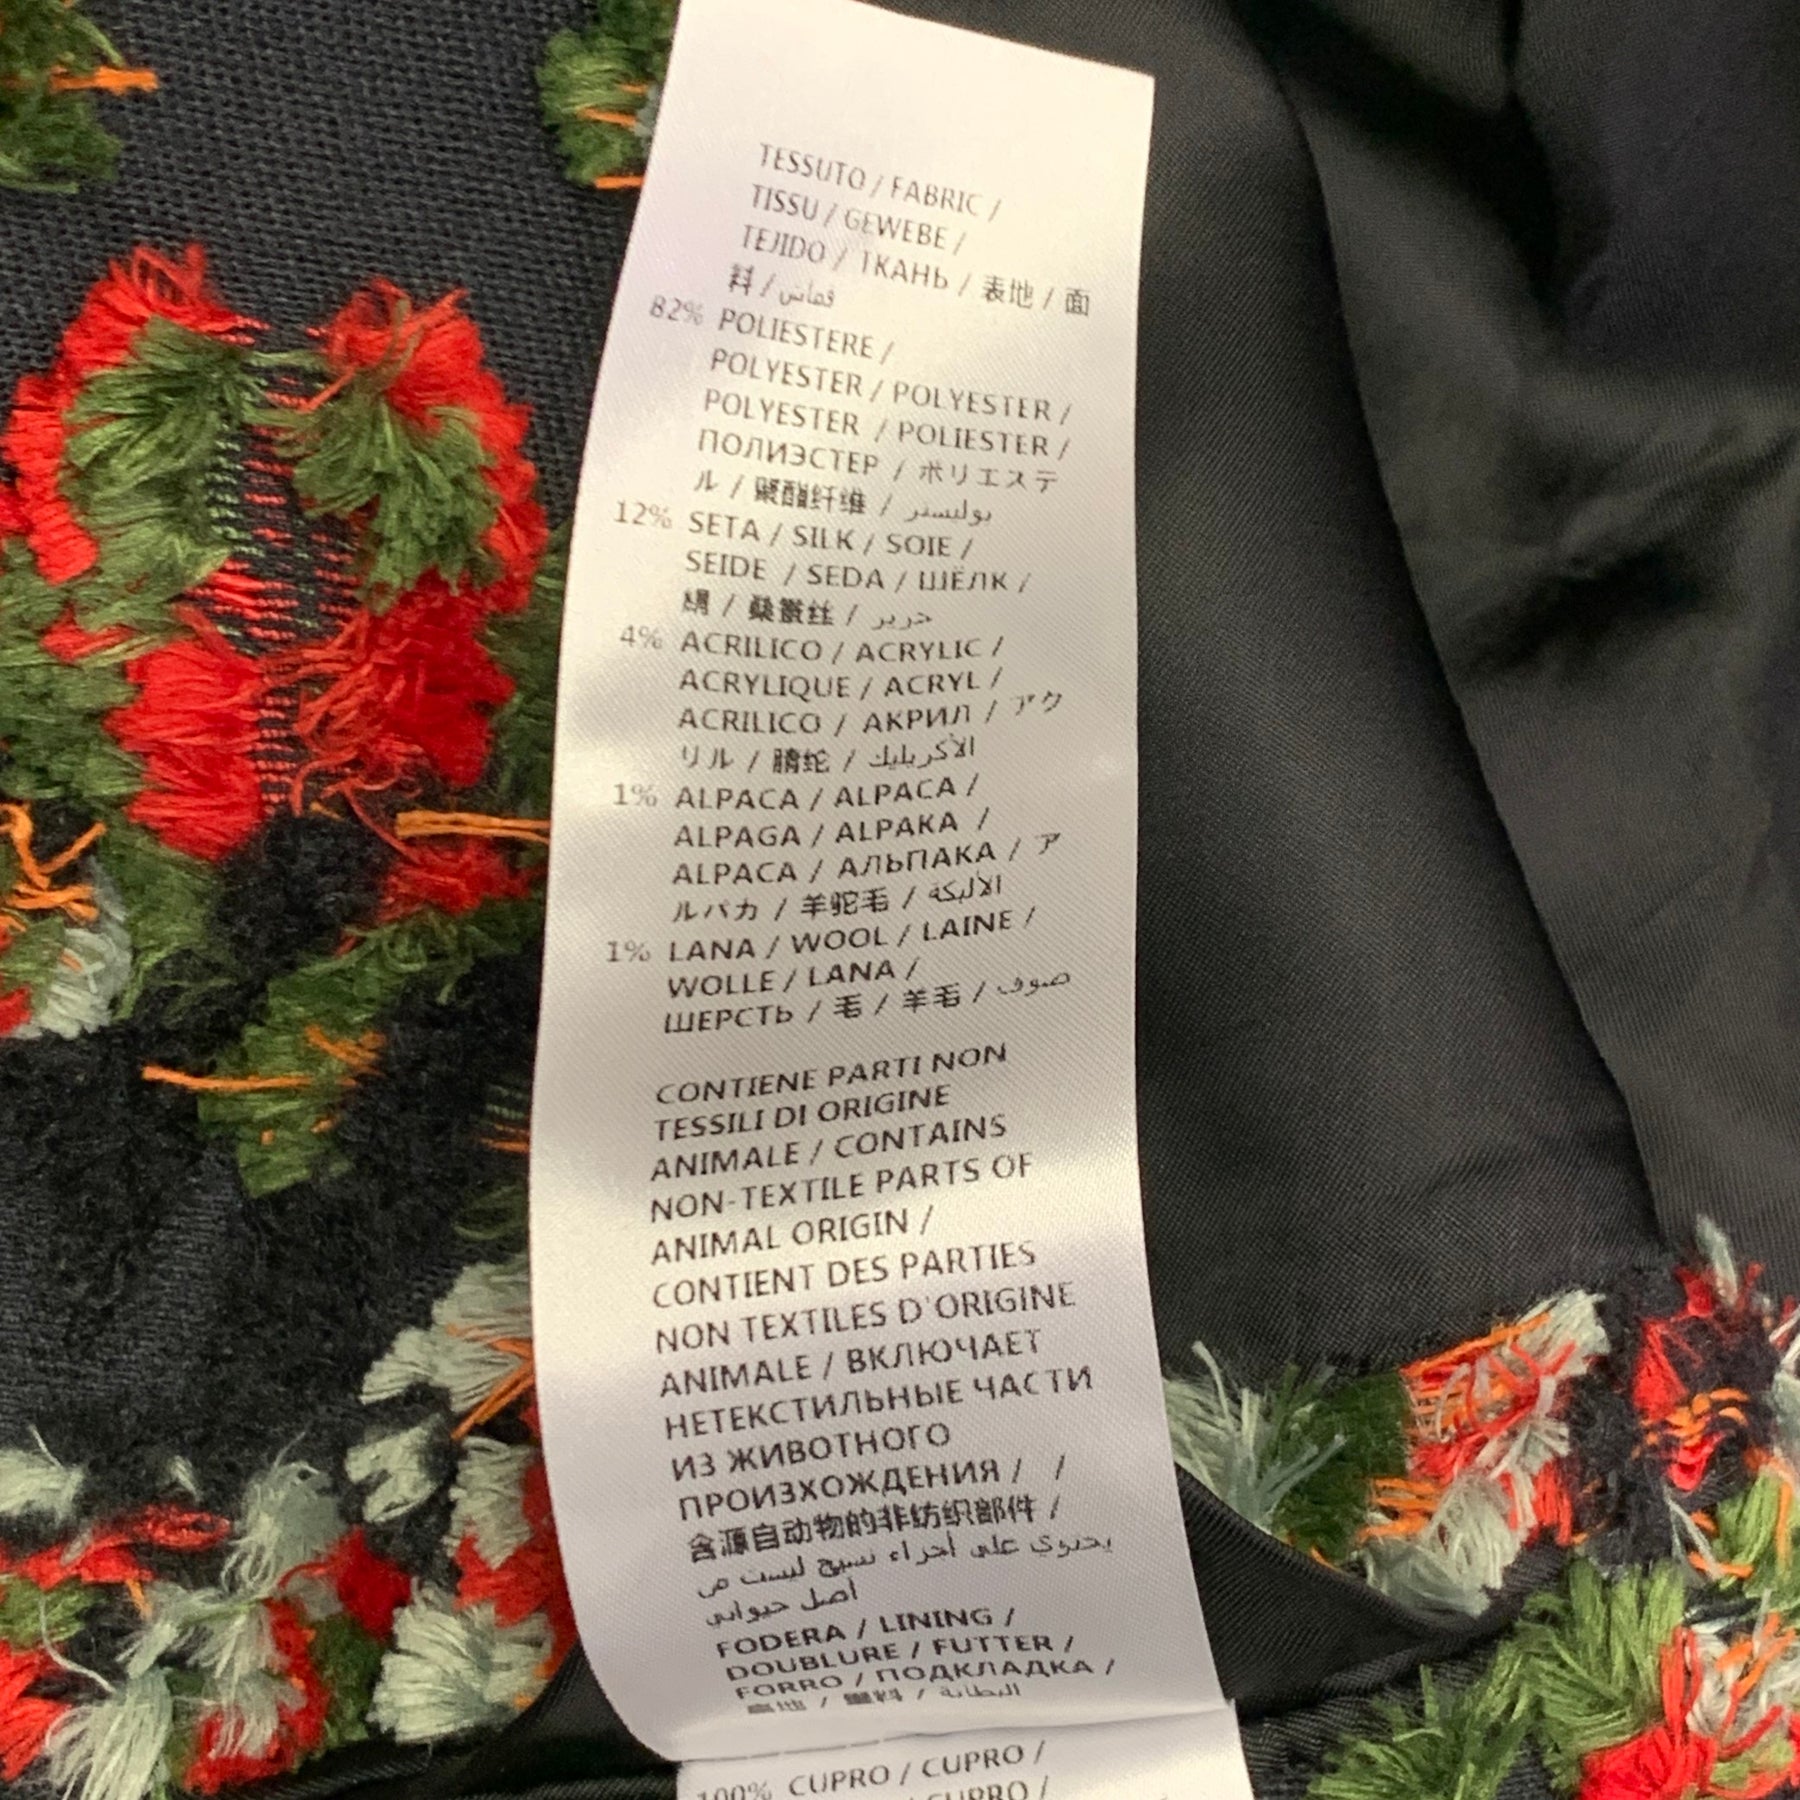 TESSUTO / FABRIC /
TISSU / GEWEBE /
TEJIDO / ТКАНЬ / 表地 / 面
料 / قماش
82% POLIESTERE /
POLYESTER / POLYESTER /
POLYESTER / POLIESTER /
ПОЛИЭСТЕР / ポリエステ
ル / 聚酯纤维 / بوليستر
12% SETA / SILK / SOIE /
SEIDE / SEDA / ШЁЛК /
絹 / 桑蚕丝 / حرير
4% ACRILICO / ACRYLIC /
ACRYLIQUE / ACRYL /
ACRILICO / АКРИЛ / アク
リル / 腈纶 / الأكريليك
1% ALPACA / ALPACA /
ALPAGA / ALPAKA /
ALPACA / АЛЬПАКА / ア
ルパカ / 羊驼毛 / الألبكة
1% LANA / WOOL / LAINE /
WOLLE / LANA /
ШЕРСТЬ / 毛 / 羊毛 / صوف
CONTIENE PARTI NON
TESSILI DI ORIGINE
ANIMALE / CONTAINS
NON-TEXTILE PARTS OF
ANIMAL ORIGIN /
CONTIENT DES PARTIES
NON TEXTILES D'ORIGINE
ANIMALE / ВКЛЮЧАЕТ
НЕТЕКСТИЛЬНЫЕ ЧАСТИ
ИЗ ЖИВОТНОГО
ПРОИЗХОЖДЕНИЯ / /
含源自动物的非纺织部件 /
يحتوي على أجزاء نسيج ليست من
أصل حيواني
FODERA / LINING /
DOUBLURE / FUTTER /
FORRO / ПОДКЛАДКА /
裏地 / 里料 / البطانة
100% CUPRO / CUPRO /
CUPRO /